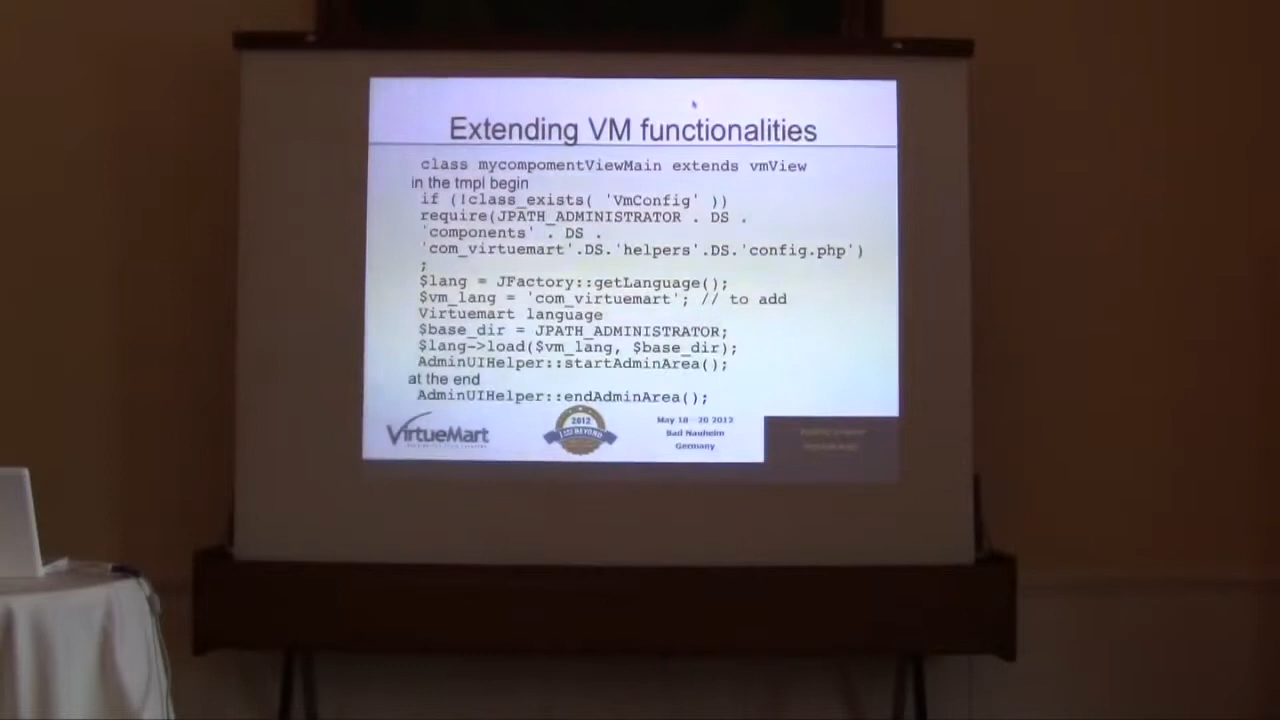 Extending VM functionalities
class mycompomentViewMain extends vmView
in the tmpl begin
if (!class_exists( 'VmConfig' ))
require(JPATH_ADMINISTRATOR . DS .
'components' . DS .
'com_virtuemart'.DS.'helpers'.DS.'config.php')
;
$lang = JFactory::getLanguage();
$vm_lang = 'com_virtuemart'; // to add
Virtuemart language
$base_dir = JPATH_ADMINISTRATOR;
$lang->load($vm_lang, $base_dir);
AdminUIHelper::startAdminArea();
at the end
AdminUIHelper::endAdminArea();
VIRTUEMART
2012
BEYOND
May 18 - 20 2012
Bad Nauheim
Germany